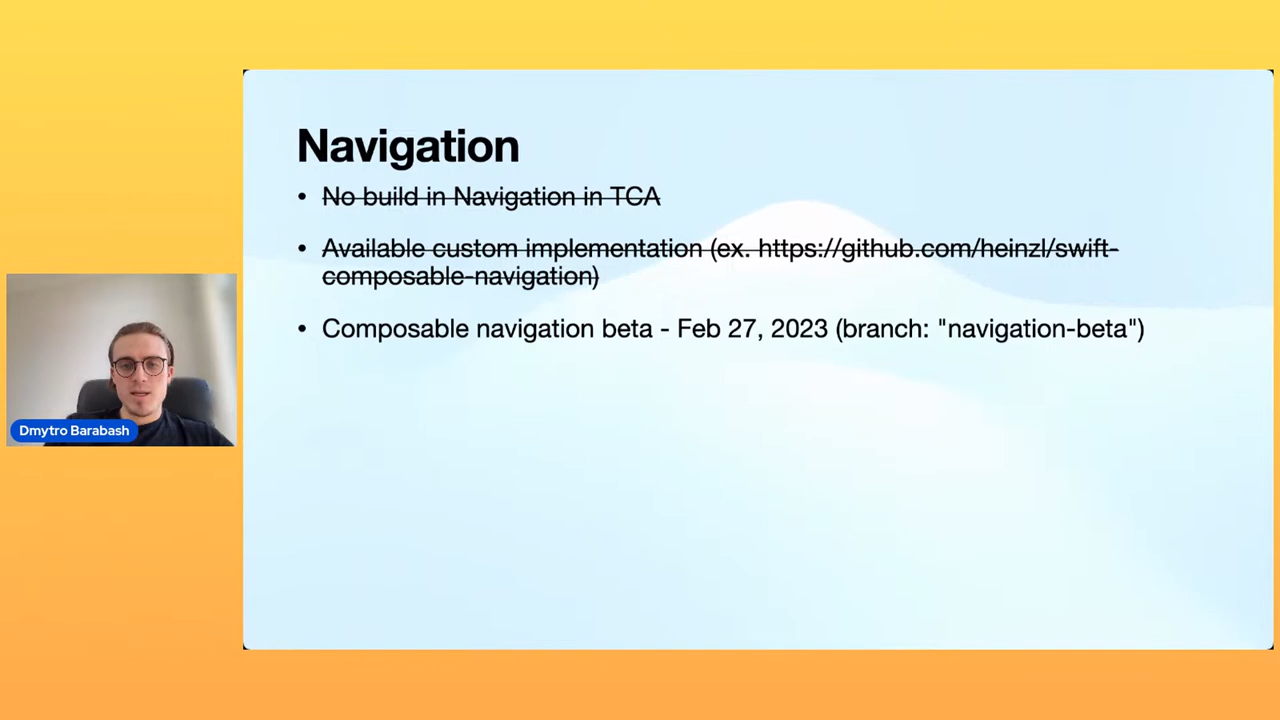 Navigation
• No build in Navigation in TCA
• Available custom implementation (ex. https://github.com/heinzl/swift-
composable-navigation)
• Composable navigation beta - Feb 27, 2023 (branch: "navigation-beta")
Dmytro Barabash